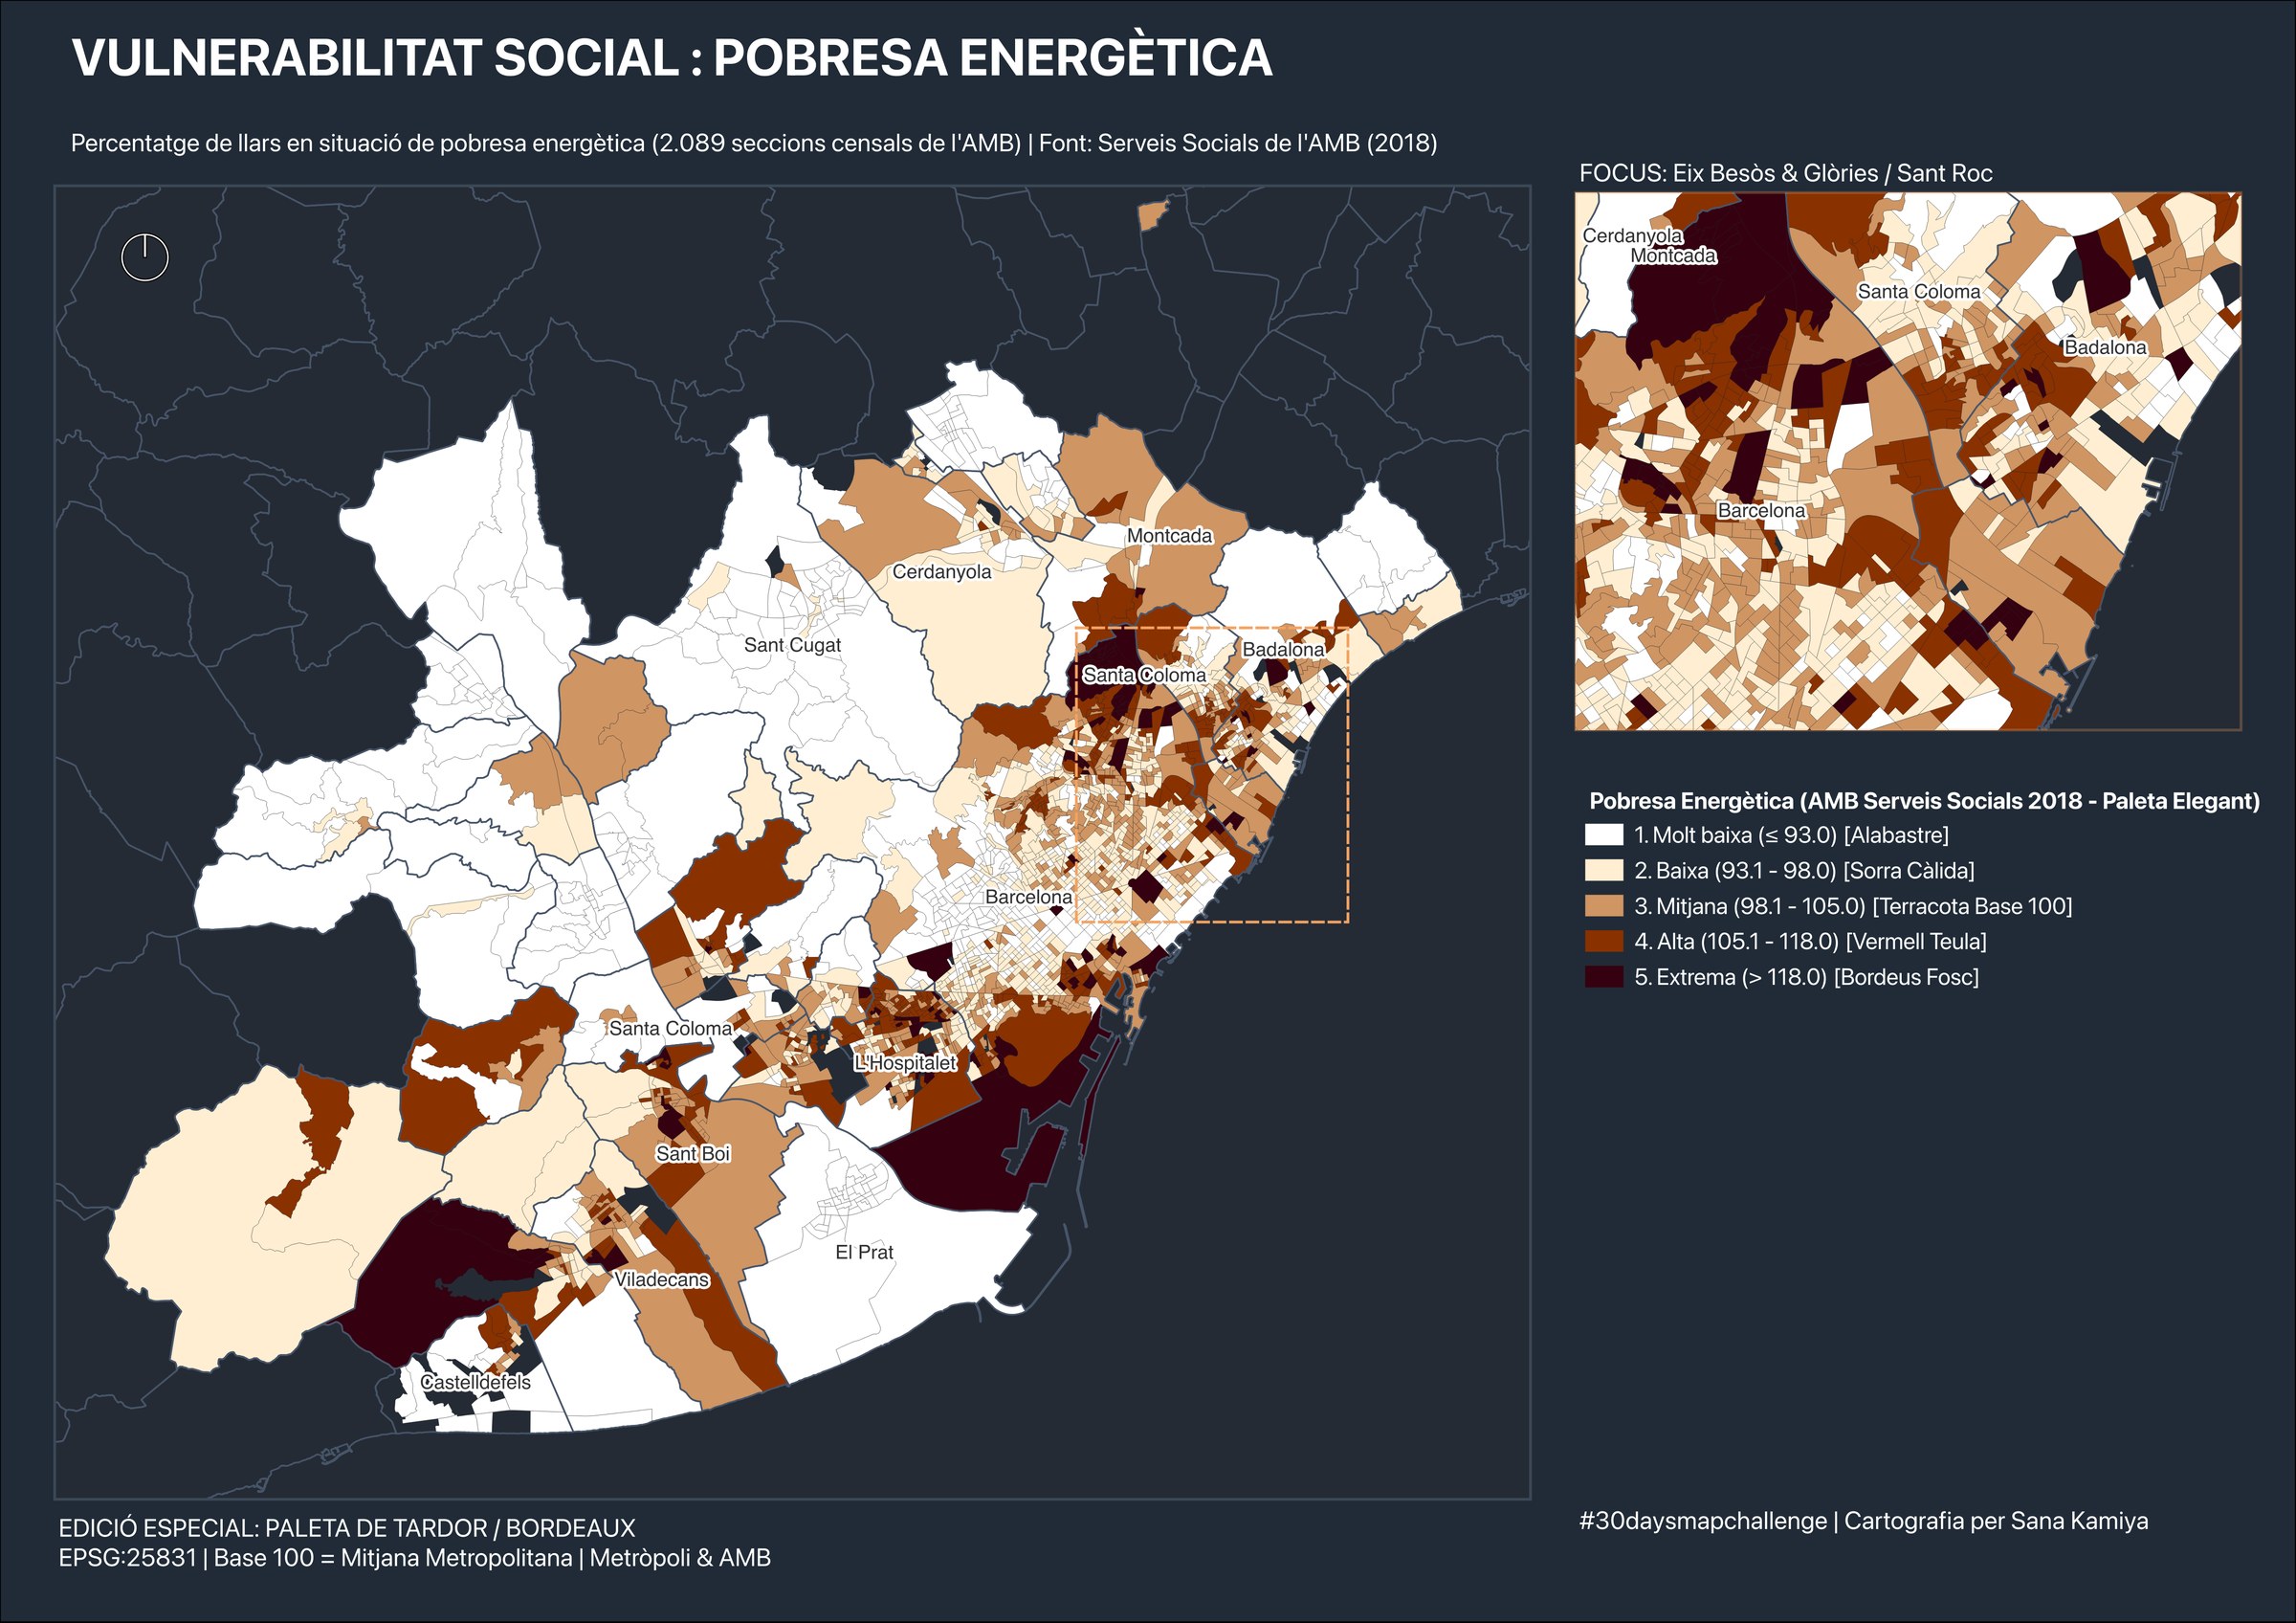 VULNERABILITAT SOCIAL : POBRESA ENERGÈTICA
Percentatge de llars en situació de pobresa energètica (2.089 seccions censals de l'AMB) | Font: Serveis Socials de l'AMB (2018)
FOCUS: Eix Besòs & Glòries / Sant Roc
Cerdanyola
Montcada
Santa Coloma
Badalona
Barcelona
Montcada
Cerdanyola
Sant Cugat
Badalona
Santa Coloma
Barcelona
Santa Coloma
L'Hospitalet
Sant Boi
El Prat
Viladecans
Castelldefels
Pobresa Energètica (AMB Serveis Socials 2018 - Paleta Elegant)
1. Molt baixa (≤ 93.0) [Alabastre]
2. Baixa (93.1 - 98.0) [Sorra Càlida]
3. Mitjana (98.1 - 105.0) [Terracota Base 100]
4. Alta (105.1 - 118.0) [Vermell Teula]
5. Extrema (> 118.0) [Bordeus Fosc]
EDICIÓ ESPECIAL: PALETA DE TARDOR / BORDEAUX
EPSG:25831 | Base 100 = Mitjana Metropolitana | Metròpoli & AMB
#30daysmapchallenge | Cartografia per Sana Kamiya